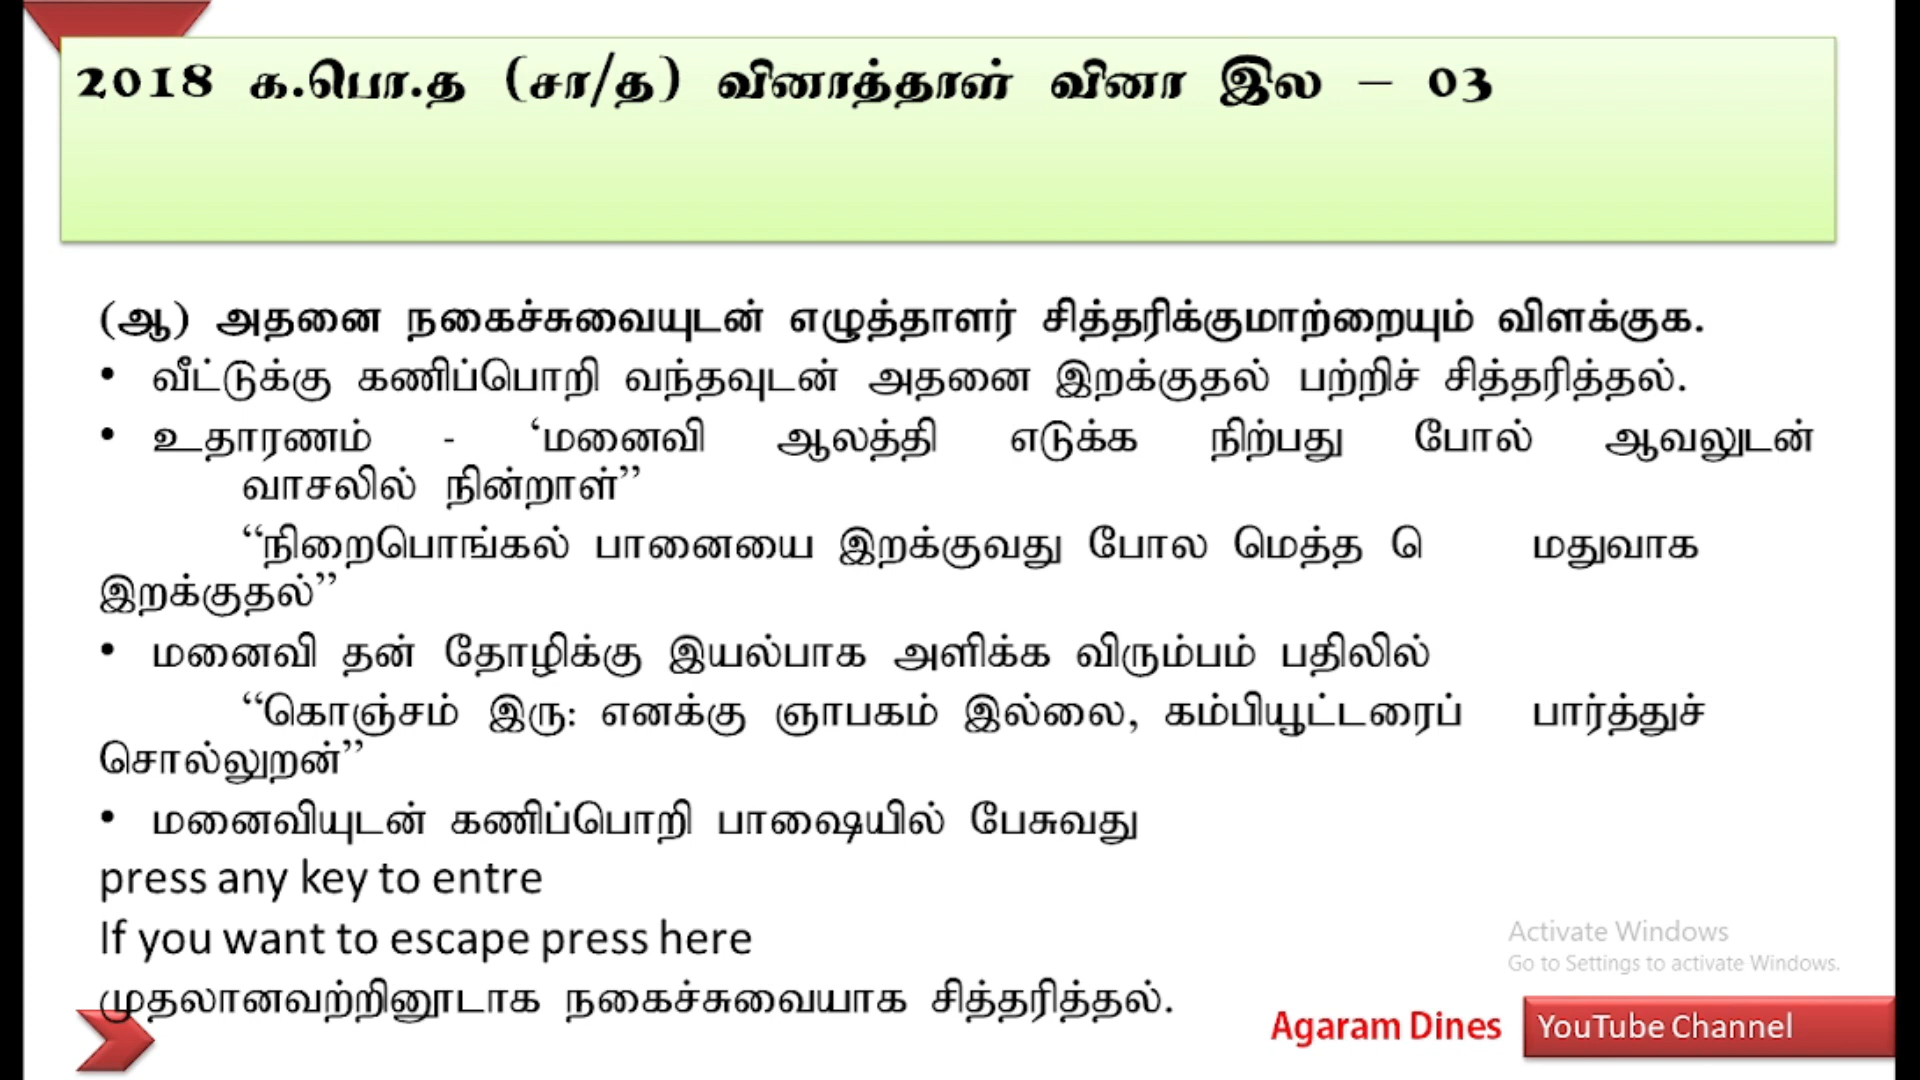 2018 க.பொ.த (சா/த) வினாத்தாள் வினா இல – 03
(ஆ) அதனை நகைச்சுவையுடன் எழுத்தாளர் சித்தரிக்குமாற்றையும் விளக்குக.
• வீட்டுக்கு கணிப்பொறி வந்தவுடன் அதனை இறக்குதல் பற்றிச் சித்தரித்தல்.
• உதாரணம் - ‘மனைவி ஆலத்தி எடுக்க நிற்பது போல் ஆவலுடன்
வாசலில் நின்றாள்”
“நிறைபொங்கல் பானையை இறக்குவது போல மெத்த ெ மதுவாக
இறக்குதல்”
• மனைவி தன் தோழிக்கு இயல்பாக அளிக்க விரும்பம் பதிலில்
“கொஞ்சம் இரு: எனக்கு ஞாபகம் இல்லை, கம்பியூட்டரைப் பார்த்துச்
சொல்லுறன்”
• மனைவியுடன் கணிப்பொறி பாஷையில் பேசுவது
press any key to entre
If you want to escape press here
முதலானவற்றினூடாக நகைச்சுவையாக சித்தரித்தல்.
Activate Windows
Go to Settings to activate Windows.
Agaram Dines YouTube Channel